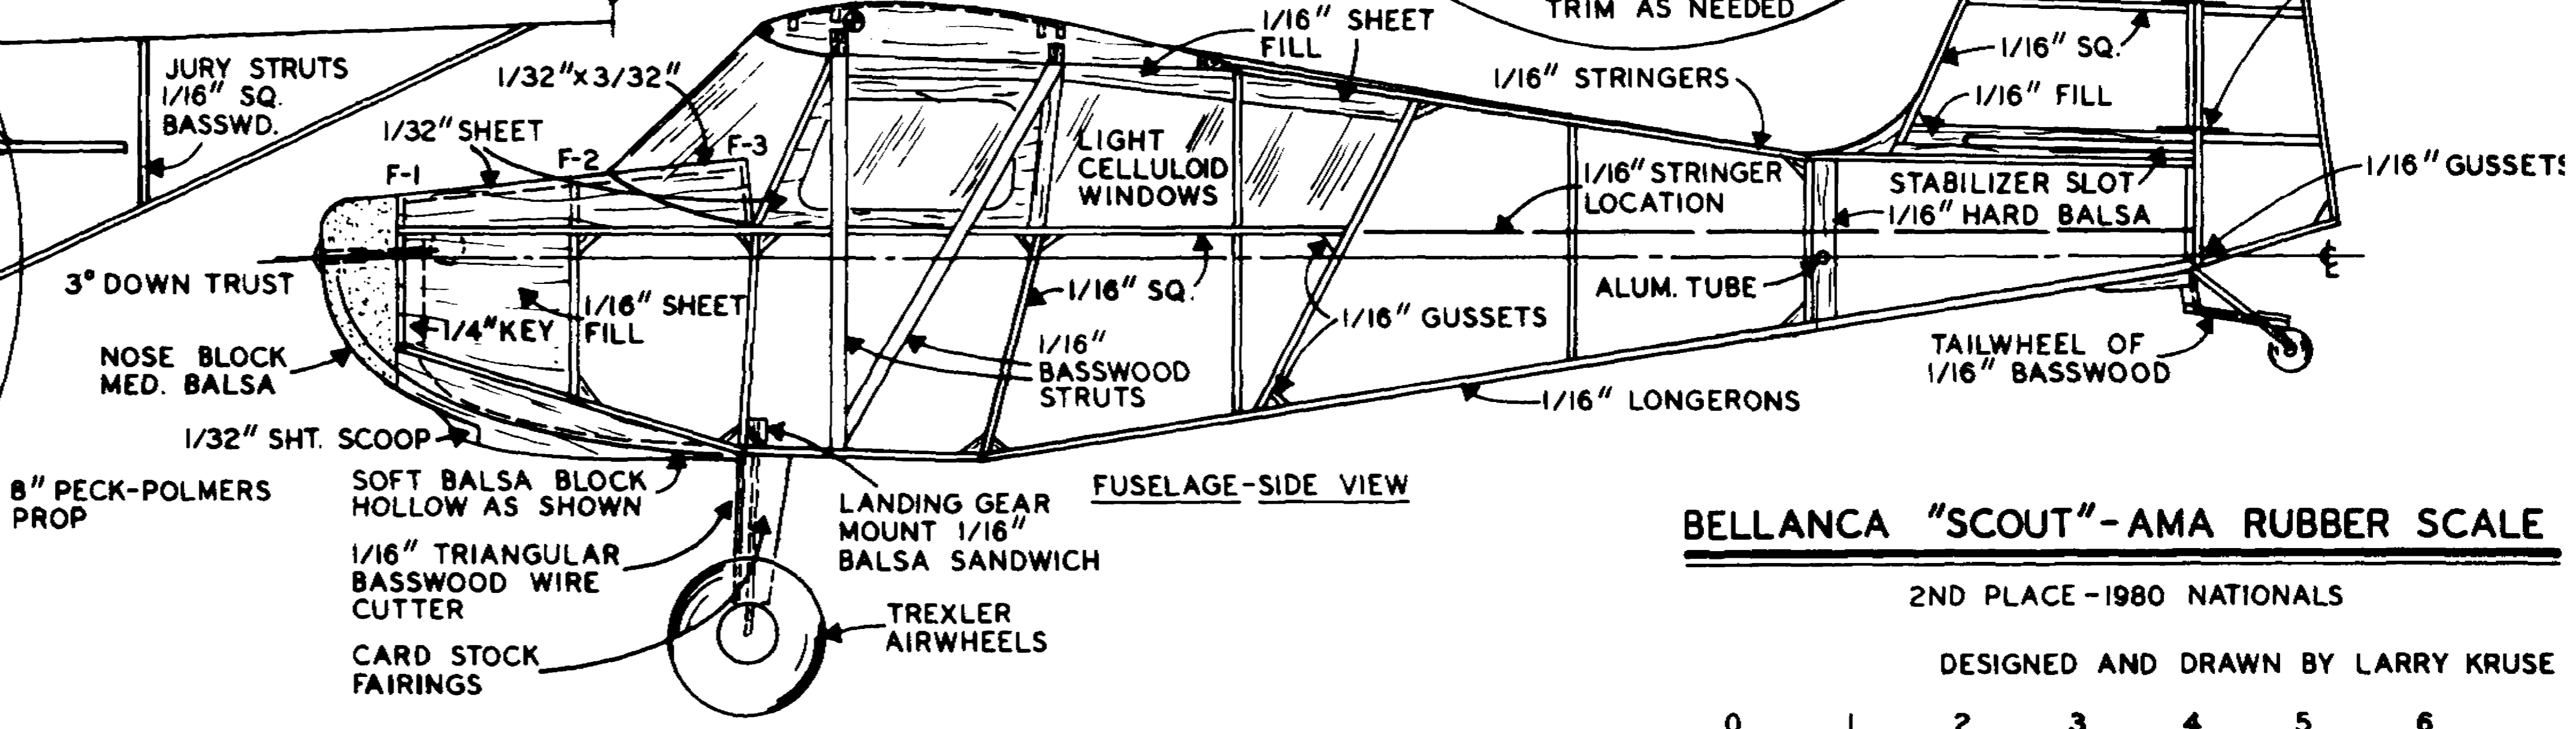 TRIM AS NEEDED
1/16" SHEET
FILL
JURY STRUTS
1/16" SQ.
BASSWD.
1/32"x3/32"
1/32" SHEET
F-1
F-2
F-3
LIGHT
CELLULOID
WINDOWS
1/16" STRINGERS
1/16" SQ.
1/16" FILL
1/16" STRINGER
LOCATION
STABILIZER SLOT
1/16" HARD BALSA
1/16" GUSSETS
3° DOWN TRUST
1/4" KEY
1/16" SHEET
FILL
1/16" SQ.
1/16" GUSSETS
ALUM. TUBE
NOSE BLOCK
MED. BALSA
1/16"
BASSWOOD
STRUTS
1/16" LONGERONS
TAILWHEEL OF
1/16" BASSWOOD
1/32" SHT. SCOOP
8" PECK-POLMERS
PROP
SOFT BALSA BLOCK
HOLLOW AS SHOWN
LANDING GEAR
MOUNT 1/16"
BALSA SANDWICH
FUSELAGE-SIDE VIEW
1/16" TRIANGULAR
BASSWOOD WIRE
CUTTER
CARD STOCK
FAIRINGS
TREXLER
AIRWHEELS
BELLANCA "SCOUT"-AMA RUBBER SCALE
2ND PLACE-1980 NATIONALS
DESIGNED AND DRAWN BY LARRY KRUSE
0 1 2 3 4 5 6